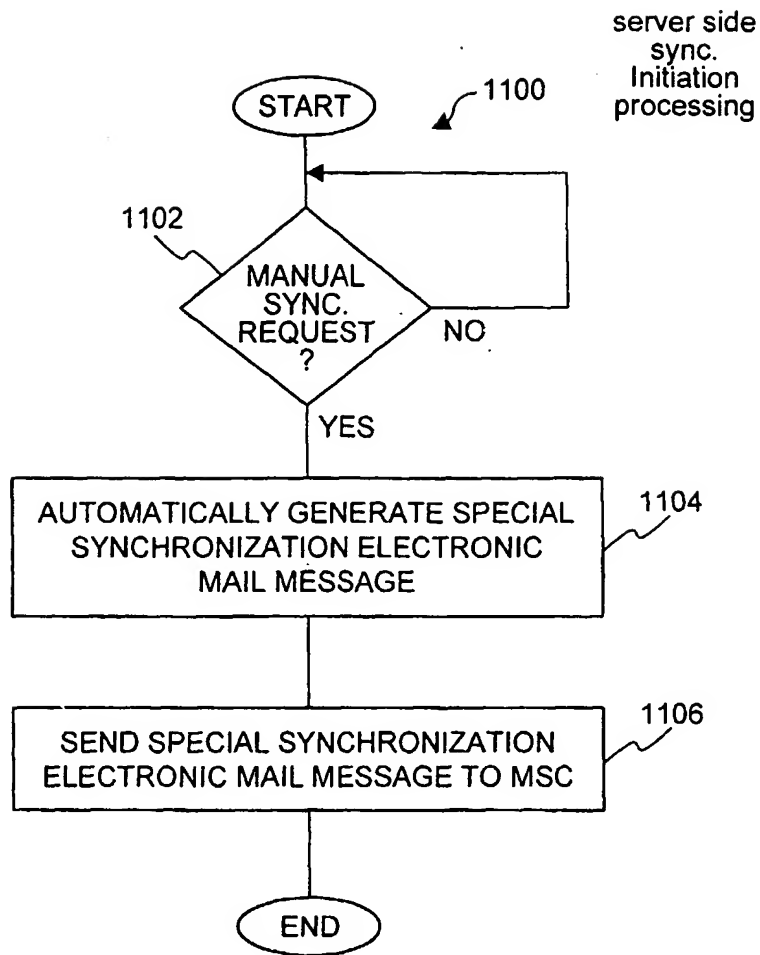 server side
sync.
Initiation
processing
START
1100
1102
MANUAL
SYNC.
REQUEST
?
NO
YES
AUTOMATICALLY GENERATE SPECIAL
SYNCHRONIZATION ELECTRONIC
MAIL MESSAGE
1104
SEND SPECIAL SYNCHRONIZATION
ELECTRONIC MAIL MESSAGE TO MSC
1106
END